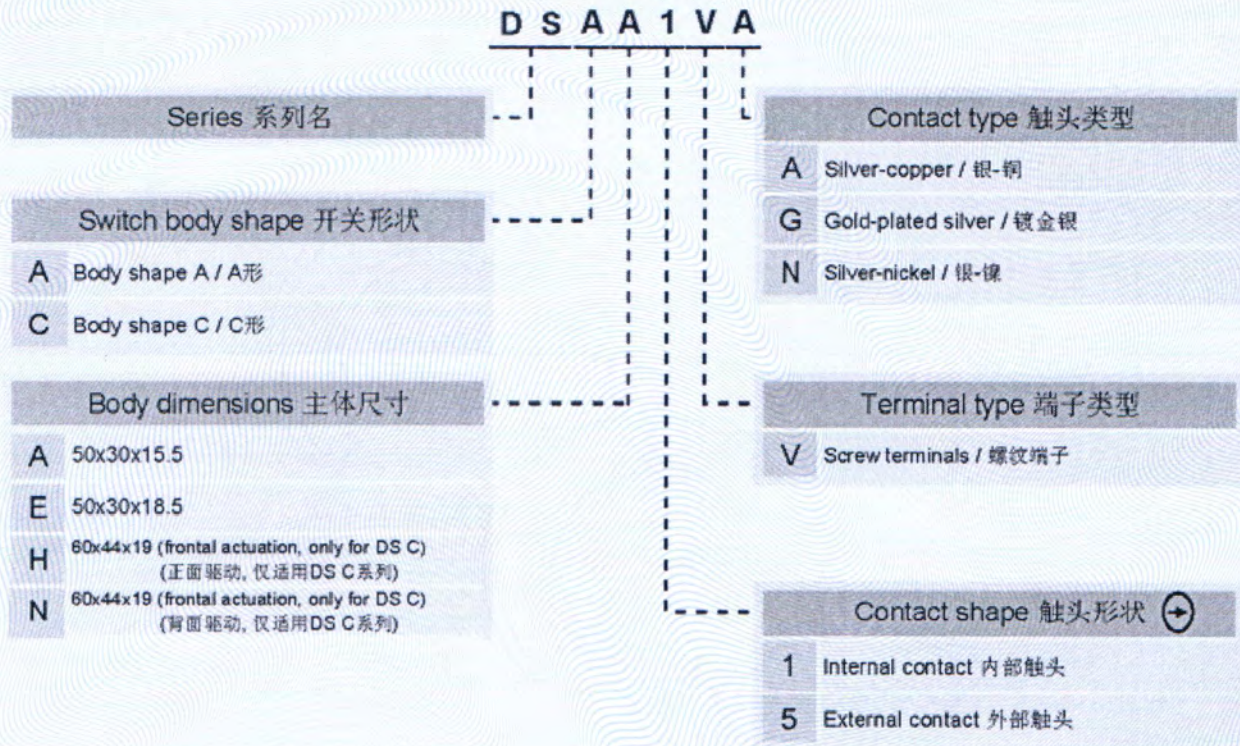 DSAA1VA
Series 系列名
Switch body shape 开关形状
A Body shape A / A形
C Body shape C / C形
Body dimensions 主体尺寸
A 50x30x15.5
E 50x30x18.5
H 60x44x19 (frontal actuation, only for DS C)
(正面驱动, 仅适用DS C系列)
N 60x44x19 (frontal actuation, only for DS C)
(背面驱动, 仅适用DS C系列)
Contact type 触头类型
A Silver-copper / 银-铜
G Gold-plated silver / 镀金银
N Silver-nickel / 银-镍
Terminal type 端子类型
V Screw terminals / 螺纹端子
Contact shape 触头形状
1 Internal contact 内部触头
5 External contact 外部触头